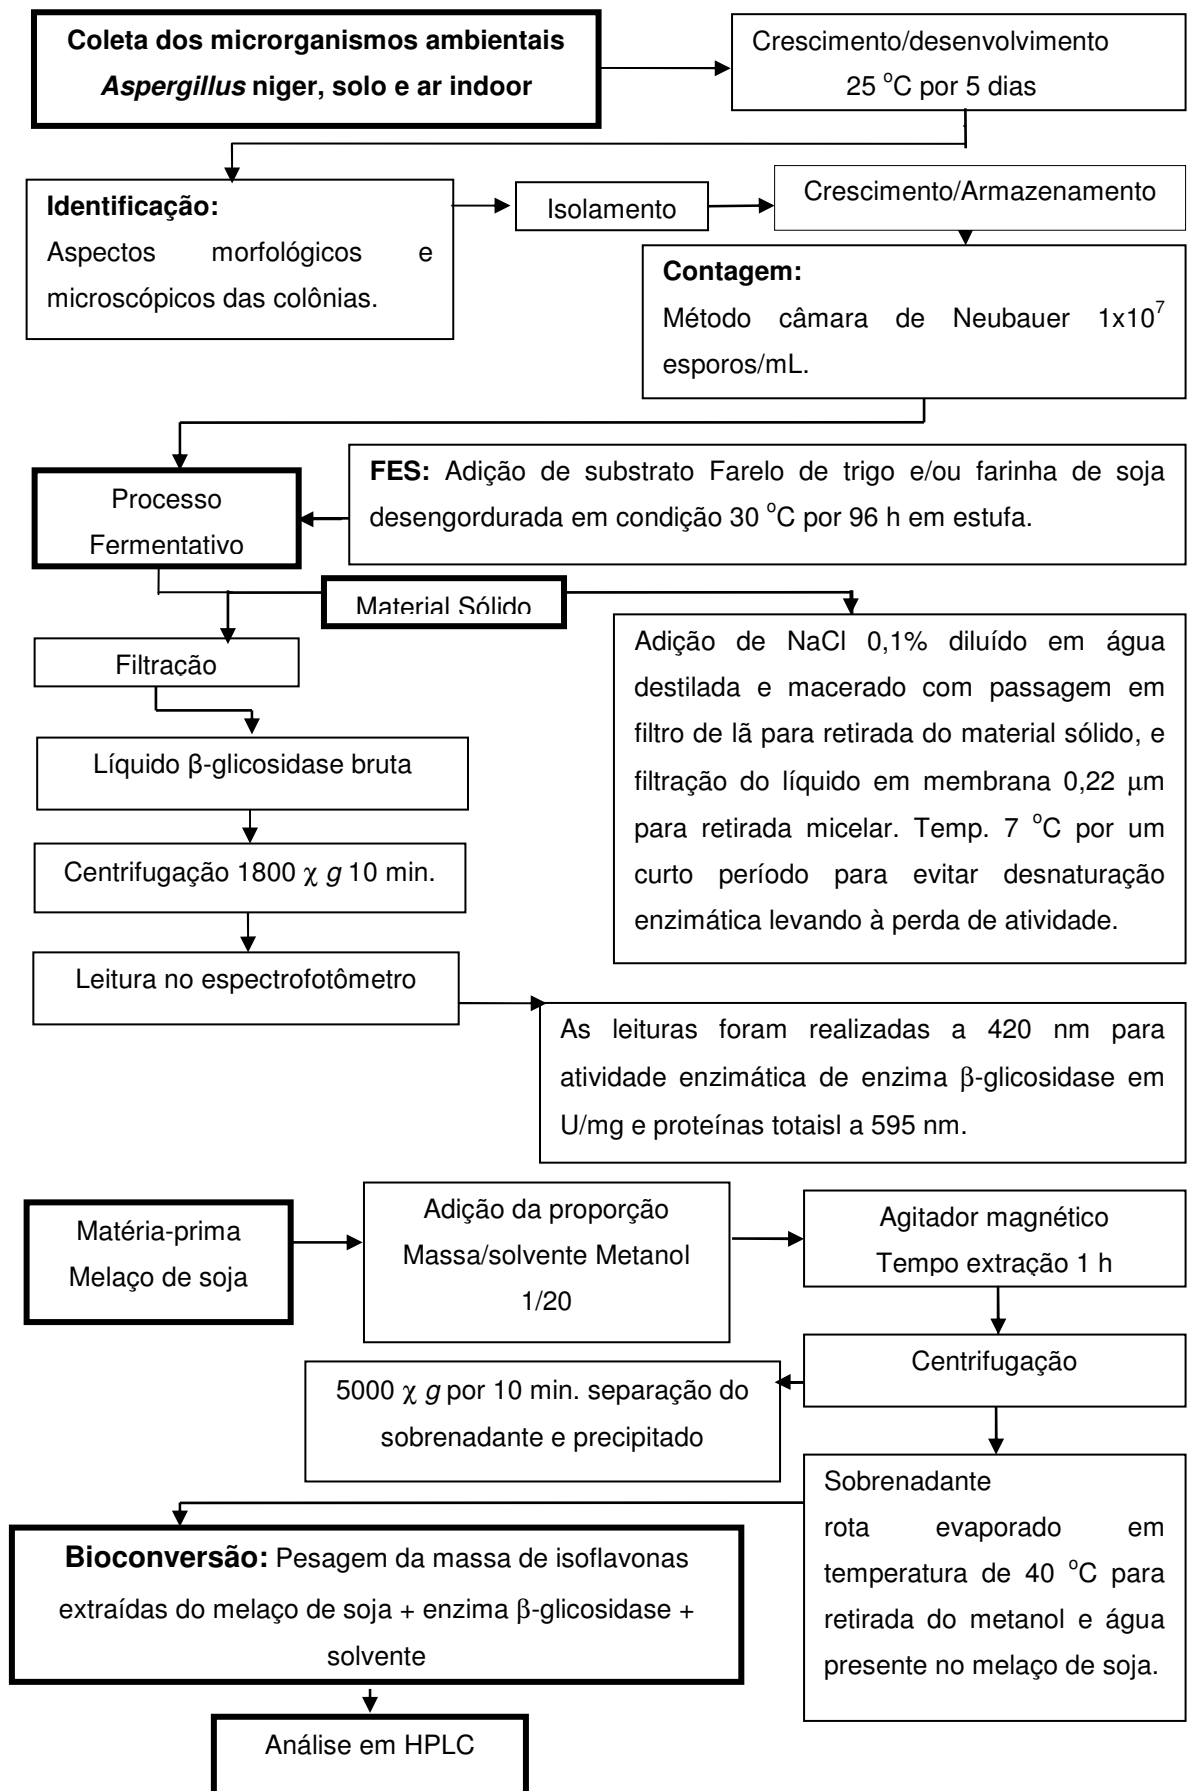 Coleta dos microrganismos ambientais
Aspergillus niger, solo e ar indoor
Crescimento/desenvolvimento
25 °C por 5 dias
Identificação:
Aspectos morfológicos e
microscópicos das colônias.
Isolamento
Crescimento/Armazenamento
Contagem:
Método câmara de Neubauer 1x10⁷
esporos/mL.
Processo
Fermentativo
FES: Adição de substrato Farelo de trigo e/ou farinha de soja
desengordurada em condição 30 °C por 96 h em estufa.
Material Sólido
Filtração
Adição de NaCl 0,1% diluído em água
destilada e macerado com passagem em
filtro de lã para retirada do material sólido, e
filtração do líquido em membrana 0,22 μm
para retirada micelar. Temp. 7 °C por um
curto período para evitar desnaturação
enzimática levando à perda de atividade.
Líquido β-glicosidase bruta
Centrifugação 1800 χ g 10 min.
Leitura no espectrofotômetro
As leituras foram realizadas a 420 nm para
atividade enzimática de enzima β-glicosidase em
U/mg e proteínas totaisl a 595 nm.
Matéria-prima
Melaço de soja
Adição da proporção
Massa/solvente Metanol
1/20
Agitador magnético
Tempo extração 1 h
Centrifugação
5000 χ g por 10 min. separação do
sobrenadante e precipitado
Sobrenadante
rota evaporado em
temperatura de 40 °C para
retirada do metanol e água
presente no melaço de soja.
Bioconversão: Pesagem da massa de isoflavonas
extraídas do melaço de soja + enzima β-glicosidase +
solvente
Análise em HPLC